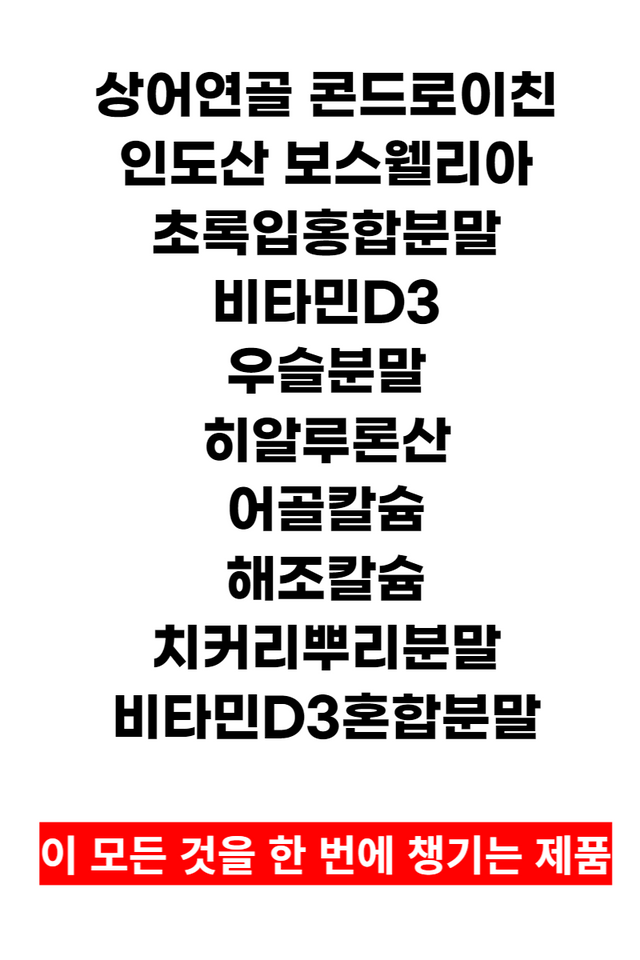 상어연골 콘드로이친
인도산 보스웰리아
초록입홍합분말
비타민D3
우슬분말
히알루론산
어골칼슘
해조칼슘
치커리뿌리분말
비타민D3혼합분말
이 모든 것을 한 번에 챙기는 제품